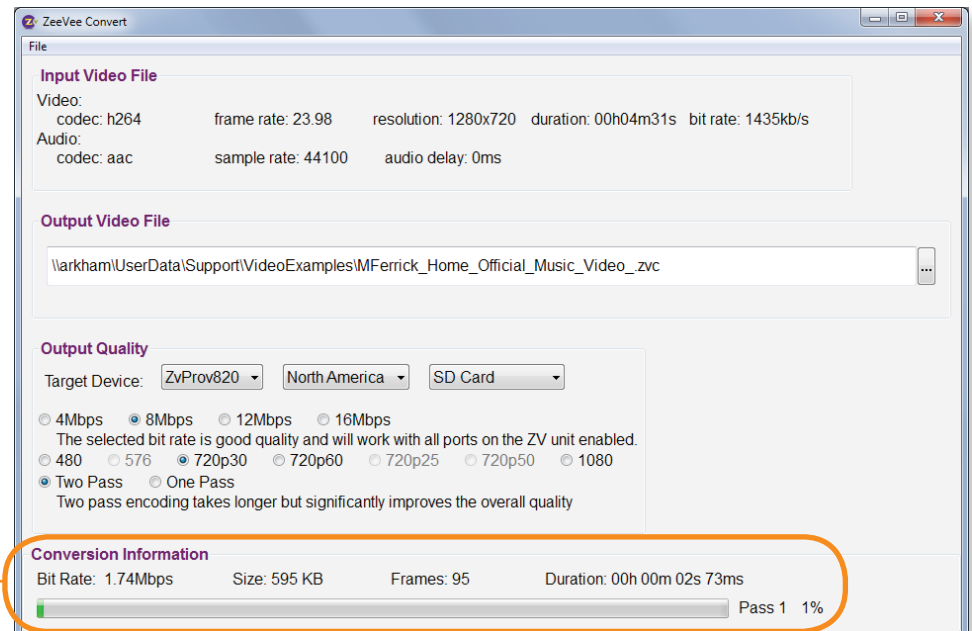 ZeeVee Convert
File
Input Video File
Video:
codec: h264 frame rate: 23.98 resolution: 1280x720 duration: 00h04m31s bit rate: 1435kb/s
Audio:
codec: aac sample rate: 44100 audio delay: 0ms
Output Video File
\\arkham\UserData\Support\VideoExamples\MFerrick_Home_Official_Music_Video_.zvc ...
Output Quality
Target Device: ZvProv820 North America SD Card
4Mbps 8Mbps 12Mbps 16Mbps
The selected bit rate is good quality and will work with all ports on the ZV unit enabled.
480 576 720p30 720p60 720p25 720p50 1080
Two Pass One Pass
Two pass encoding takes longer but significantly improves the overall quality
Conversion Information
Bit Rate: 1.74Mbps Size: 595 KB Frames: 95 Duration: 00h 00m 02s 73ms
Pass 1 1%